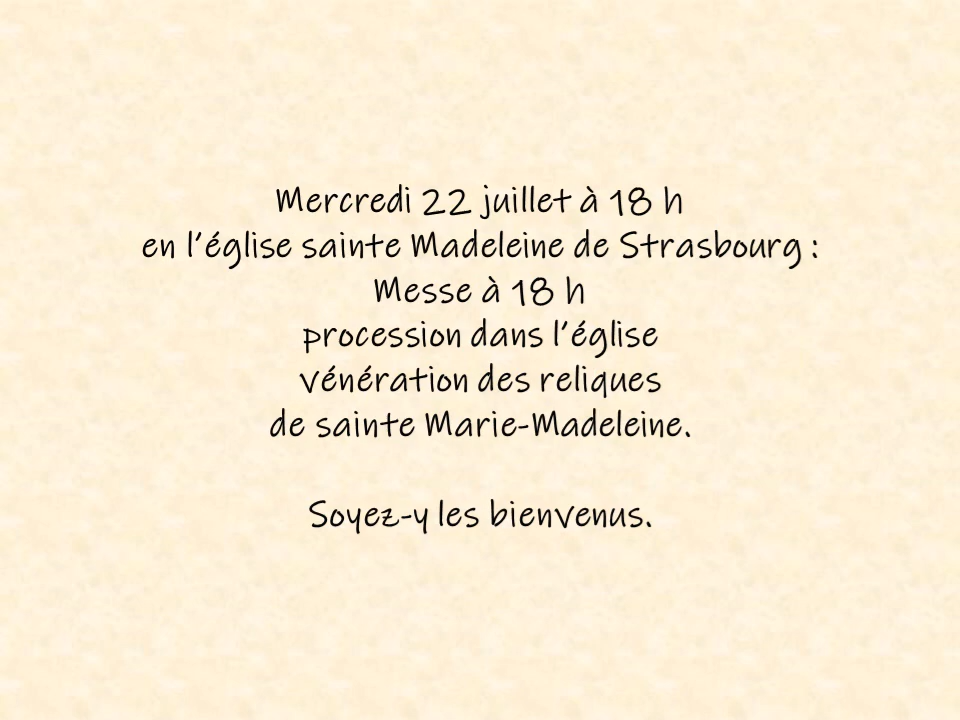 Mercredi 22 juillet à 18 h
en l’église sainte Madeleine de Strasbourg :
Messe à 18 h
procession dans l’église
vénération des reliques
de sainte Marie-Madeleine.
Soyez-y les bienvenus.